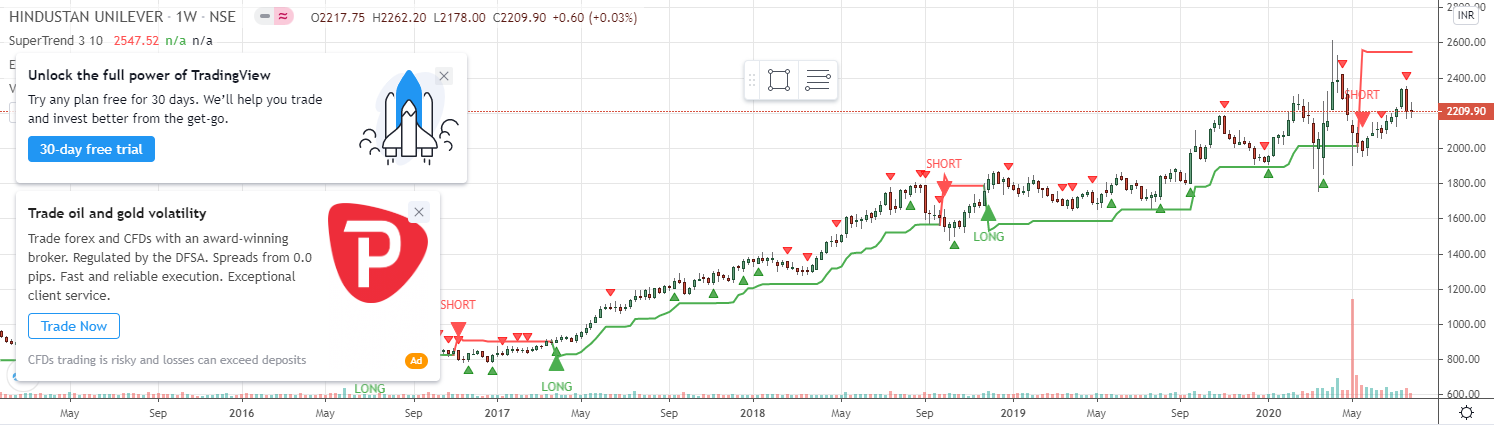 HINDUSTAN UNILEVER · 1W · NSE O2217.75 H2262.20 L2178.00 C2209.90 +0.60 (+0.03%)
SuperTrend 3 10 2547.52 n/a n/a
E
V
Unlock the full power of TradingView
Try any plan free for 30 days. We'll help you trade
and invest better from the get-go.
30-day free trial
Trade oil and gold volatility
Trade forex and CFDs with an award-winning
broker. Regulated by the DFSA. Spreads from 0.0
pips. Fast and reliable execution. Exceptional
client service.
Trade Now
CFDs trading is risky and losses can exceed deposits
Ad
P
LONG
SHORT
LONG
SHORT
LONG
SHORT
INR
2600.00
2400.00
2209.90
2000.00
1800.00
1600.00
1400.00
1200.00
1000.00
800.00
600.00
May Sep 2016 May Sep 2017 May Sep 2018 May Sep 2019 May Sep 2020 May